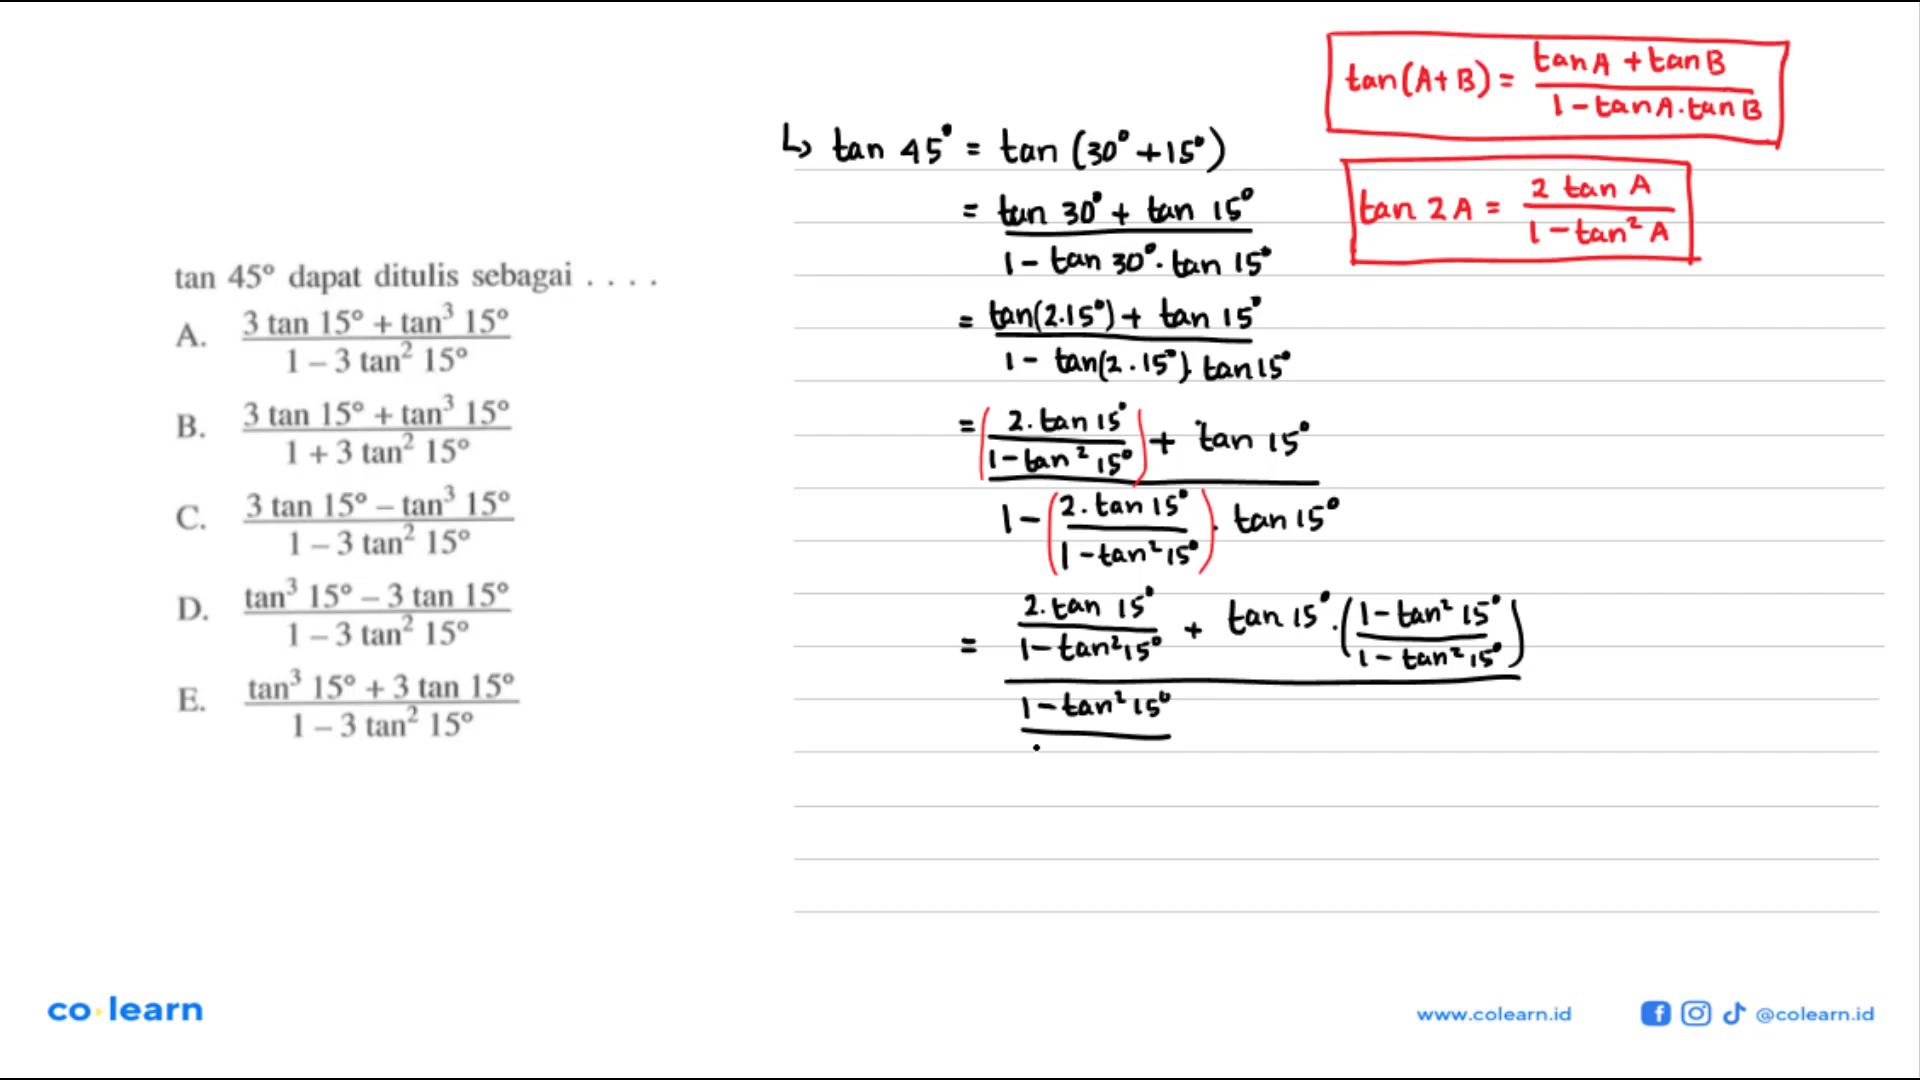 tan 45° dapat ditulis sebagai . . . .
A. (3 tan 15° + tan³ 15°)/(1 – 3 tan² 15°)
B. (3 tan 15° + tan³ 15°)/(1 + 3 tan² 15°)
C. (3 tan 15° – tan³ 15°)/(1 – 3 tan² 15°)
D. (tan³ 15° – 3 tan 15°)/(1 – 3 tan² 15°)
E. (tan³ 15° + 3 tan 15°)/(1 – 3 tan² 15°)
tan(A+B) = (tan A + tan B)/(1 - tan A . tan B)
tan 2A = (2 tan A)/(1 - tan² A)
↳ tan 45° = tan (30° + 15°)
= (tan 30° + tan 15°)/(1 - tan 30° . tan 15°)
= (tan(2.15°) + tan 15°)/(1 - tan(2.15°) . tan 15°)
= ((2. tan 15°)/(1 - tan² 15°) + tan 15°)/(1 - ((2. tan 15°)/(1 - tan² 15°)) . tan 15°)
= (2. tan 15°)/(1 - tan² 15°) + tan 15° . ((1 - tan² 15°)/(1 - tan² 15°))
1 - tan² 15°
co learn
www.colearn.id
@colearn.id